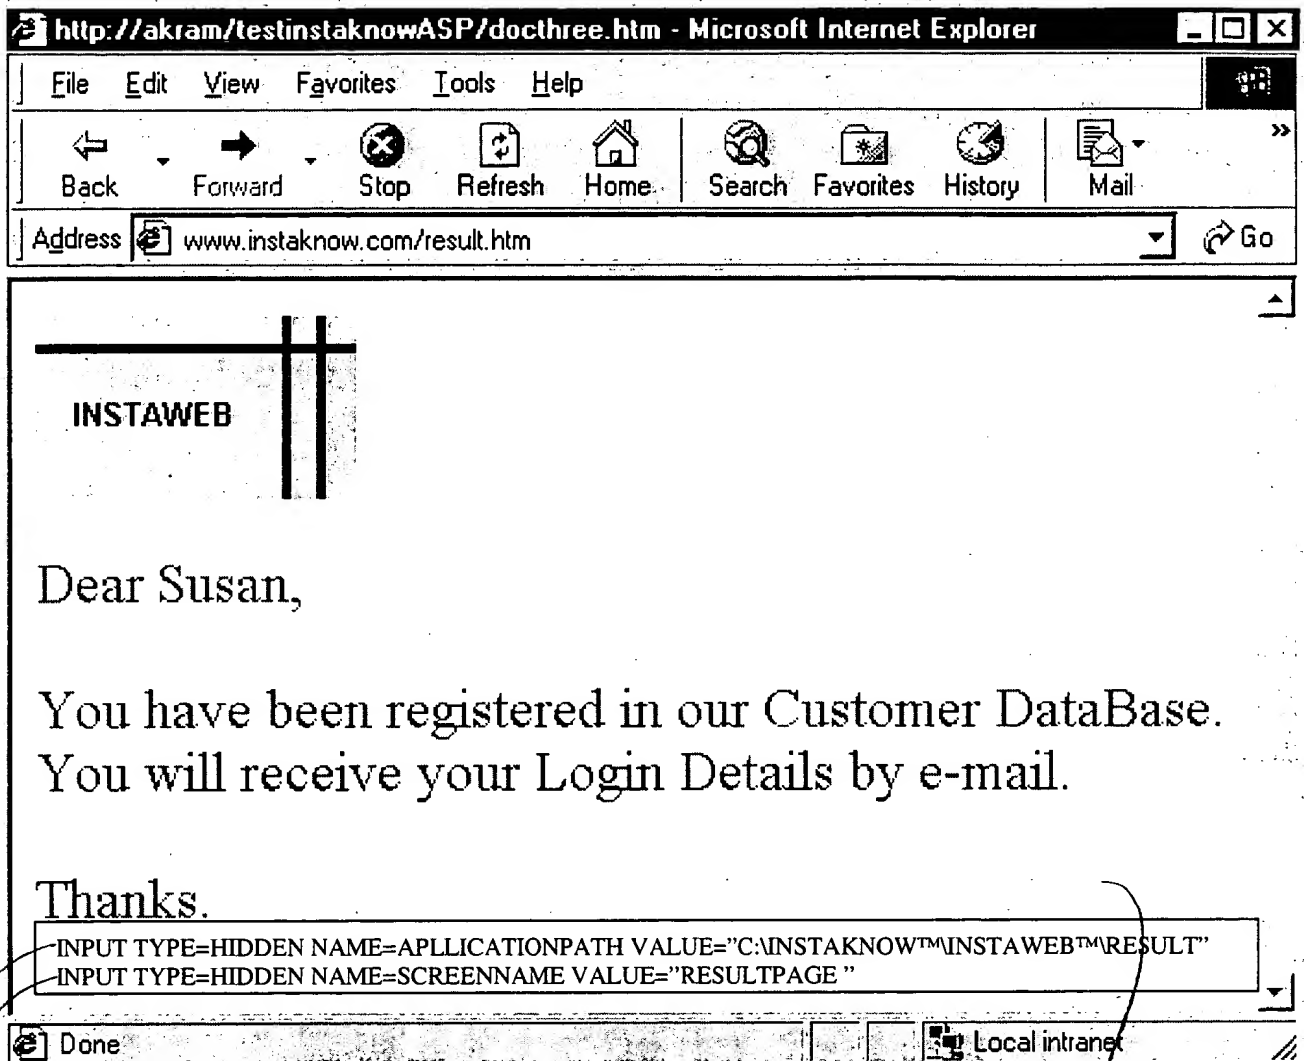 http://akram/testinstaknowASP/docthree.htm - Microsoft Internet Explorer
File Edit View Favorites Tools Help
Back Forward Stop Refresh Home Search Favorites History Mail »
Address www.instaknow.com/result.htm Go
INSTAWEB
Dear Susan,
You have been registered in our Customer DataBase.
You will receive your Login Details by e-mail.
Thanks.
INPUT TYPE=HIDDEN NAME=APLLICATIONPATH VALUE="C:\INSTAKNOW™\INSTAWEB™\RESULT"
INPUT TYPE=HIDDEN NAME=SCREENNAME VALUE="RESULTPAGE "
Done Local intranet